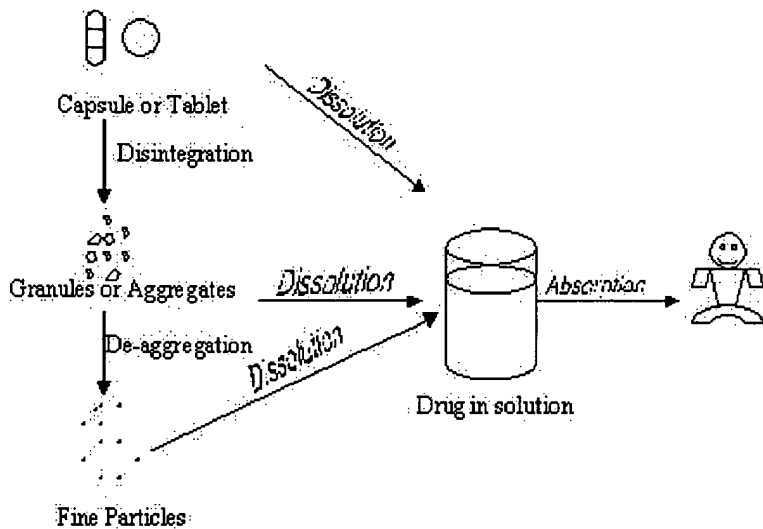 Capsule or Tablet
Dissolution
Disintegration
Granules or Aggregates
Dissolution
Absorption
De-aggregation
Dissolution
Drug in solution
Fine Particles